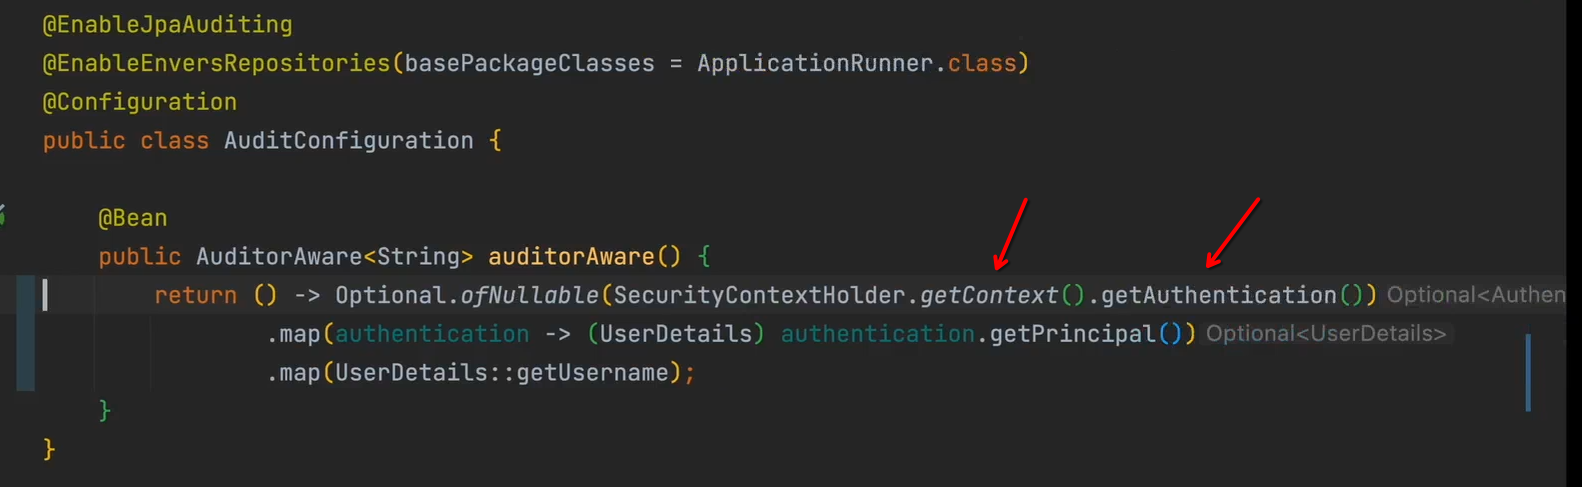 @EnableJpaAuditing
@EnableEnversRepositories(basePackageClasses = ApplicationRunner.class)
@Configuration
public class AuditConfiguration {
@Bean
public AuditorAware<String> auditorAware() {
return () -> Optional.ofNullable(SecurityContextHolder.getContext().getAuthentication()) Optional<Authen
.map(authentication -> (UserDetails) authentication.getPrincipal()) Optional<UserDetails>
.map(UserDetails::getUsername);
}
}